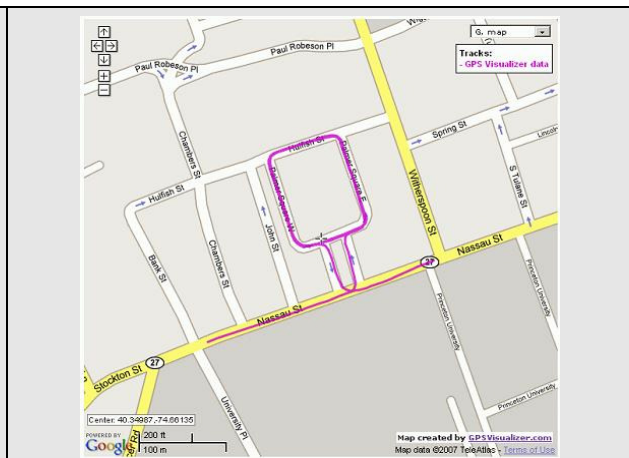 G. map
Tracks:
- GPS Visualizer data
Paul Robeson Pl
Paul Robeson Pl
Chambers St
Hulfish St
Palmer Square E
Spring St
Witherspoon St
S Tulane St
Hulfish St
Palmer Square W
John St
Nassau St
27
Bank St
Chambers St
Nassau St
Princeton University
Princeton University
27
Stockton St
University Pl
Princeton University
Center: 40.34987,-74.66135
POWERED BY
Google
200 ft
100 m
Map created by GPSVisualizer.com
Map data ©2007 TeleAtlas - Terms of Use